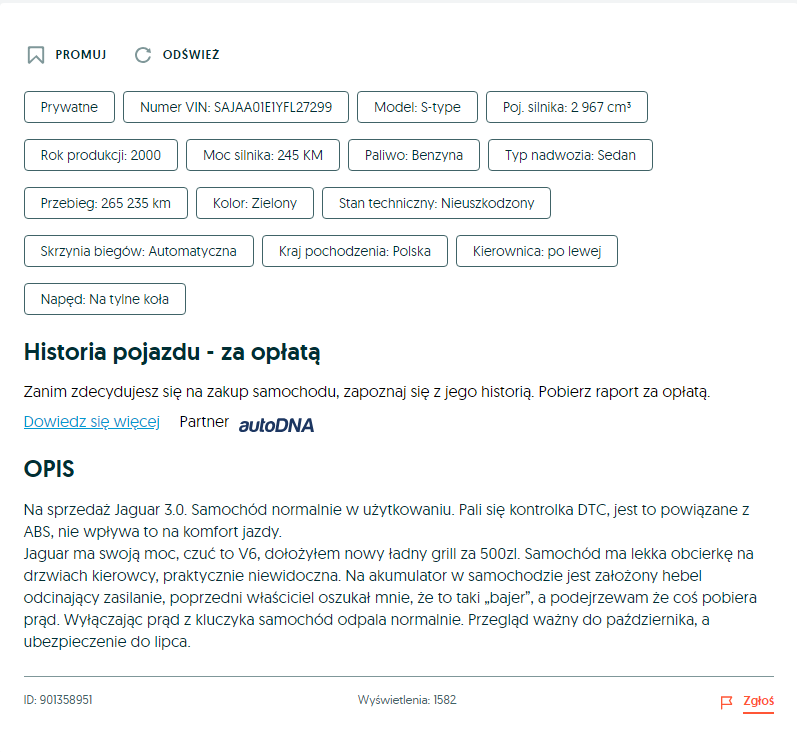 PROMUJ ODŚWIEŻ
Prywatne Numer VIN: SAJAA01E1YFL27299 Model: S-type Poj. silnika: 2 967 cm³
Rok produkcji: 2000 Moc silnika: 245 KM Paliwo: Benzyna Typ nadwozia: Sedan
Przebieg: 265 235 km Kolor: Zielony Stan techniczny: Nieuszkodzony
Skrzynia biegów: Automatyczna Kraj pochodzenia: Polska Kierownica: po lewej
Napęd: Na tylne koła
Historia pojazdu - za opłatą
Zanim zdecydujesz się na zakup samochodu, zapoznaj się z jego historią. Pobierz raport za opłatą.
Dowiedz się więcej Partner autoDNA
OPIS
Na sprzedaż Jaguar 3.0. Samochód normalnie w użytkowaniu. Pali się kontrolka DTC, jest to powiązane z
ABS, nie wpływa to na komfort jazdy.
Jaguar ma swoją moc, czuć to V6, dołożyłem nowy ładny grill za 500zl. Samochód ma lekka obcierkę na
drzwiach kierowcy, praktycznie niewidoczna. Na akumulator w samochodzie jest założony hebel
odcinający zasilanie, poprzedni właściciel oszukał mnie, że to taki „bajer”, a podejrzewam że coś pobiera
prąd. Wyłączając prąd z kluczyka samochód odpala normalnie. Przegląd ważny do października, a
ubezpieczenie do lipca.
ID: 901358951 Wyświetlenia: 1582 Zgłoś